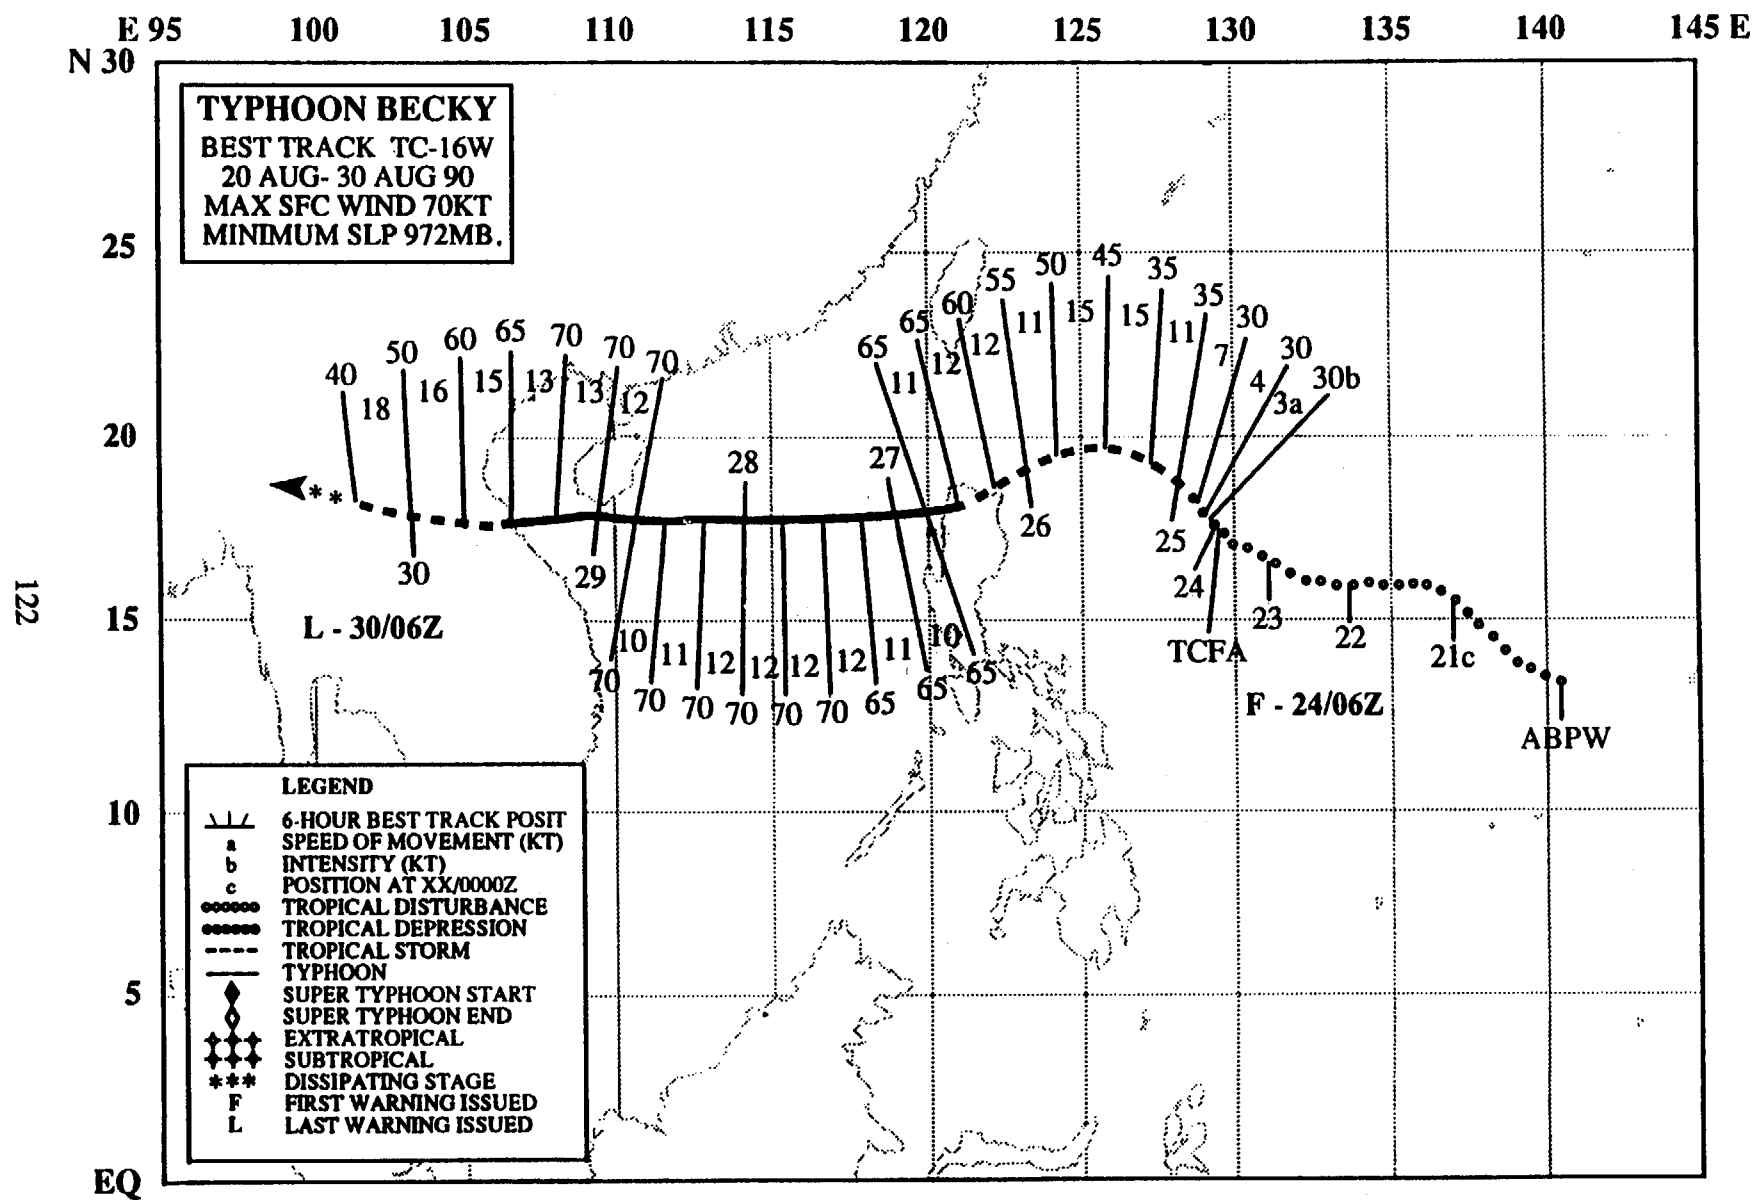 E 95 100 105 110 115 120 125 130 135 140 145 E
N 30
TYPHOON BECKY
BEST TRACK TC-16W
20 AUG- 30 AUG 90
MAX SFC WIND 70KT
MINIMUM SLP 972MB.
25
45
50 35
55 35
60 15 15 30
65 11 11
65 12 12 7 30
11 4 30b
3a
65 70
60 70
50 70
40 16 15 13 13 12
18
20
28 27
26
25
30 29 24
23
22
21c
TCFA
122
15
L - 30/06Z
10 11 12 12 12 12 11 10
70 70 70 70 70 70 65 65 65
F - 24/06Z
ABPW
LEGEND
6-HOUR BEST TRACK POSIT
a SPEED OF MOVEMENT (KT)
b INTENSITY (KT)
c POSITION AT XX/0000Z
TROPICAL DISTURBANCE
TROPICAL DEPRESSION
TROPICAL STORM
TYPHOON
SUPER TYPHOON START
SUPER TYPHOON END
EXTRATROPICAL
SUBTROPICAL
*** DISSIPATING STAGE
F FIRST WARNING ISSUED
L LAST WARNING ISSUED
10
5
EQ